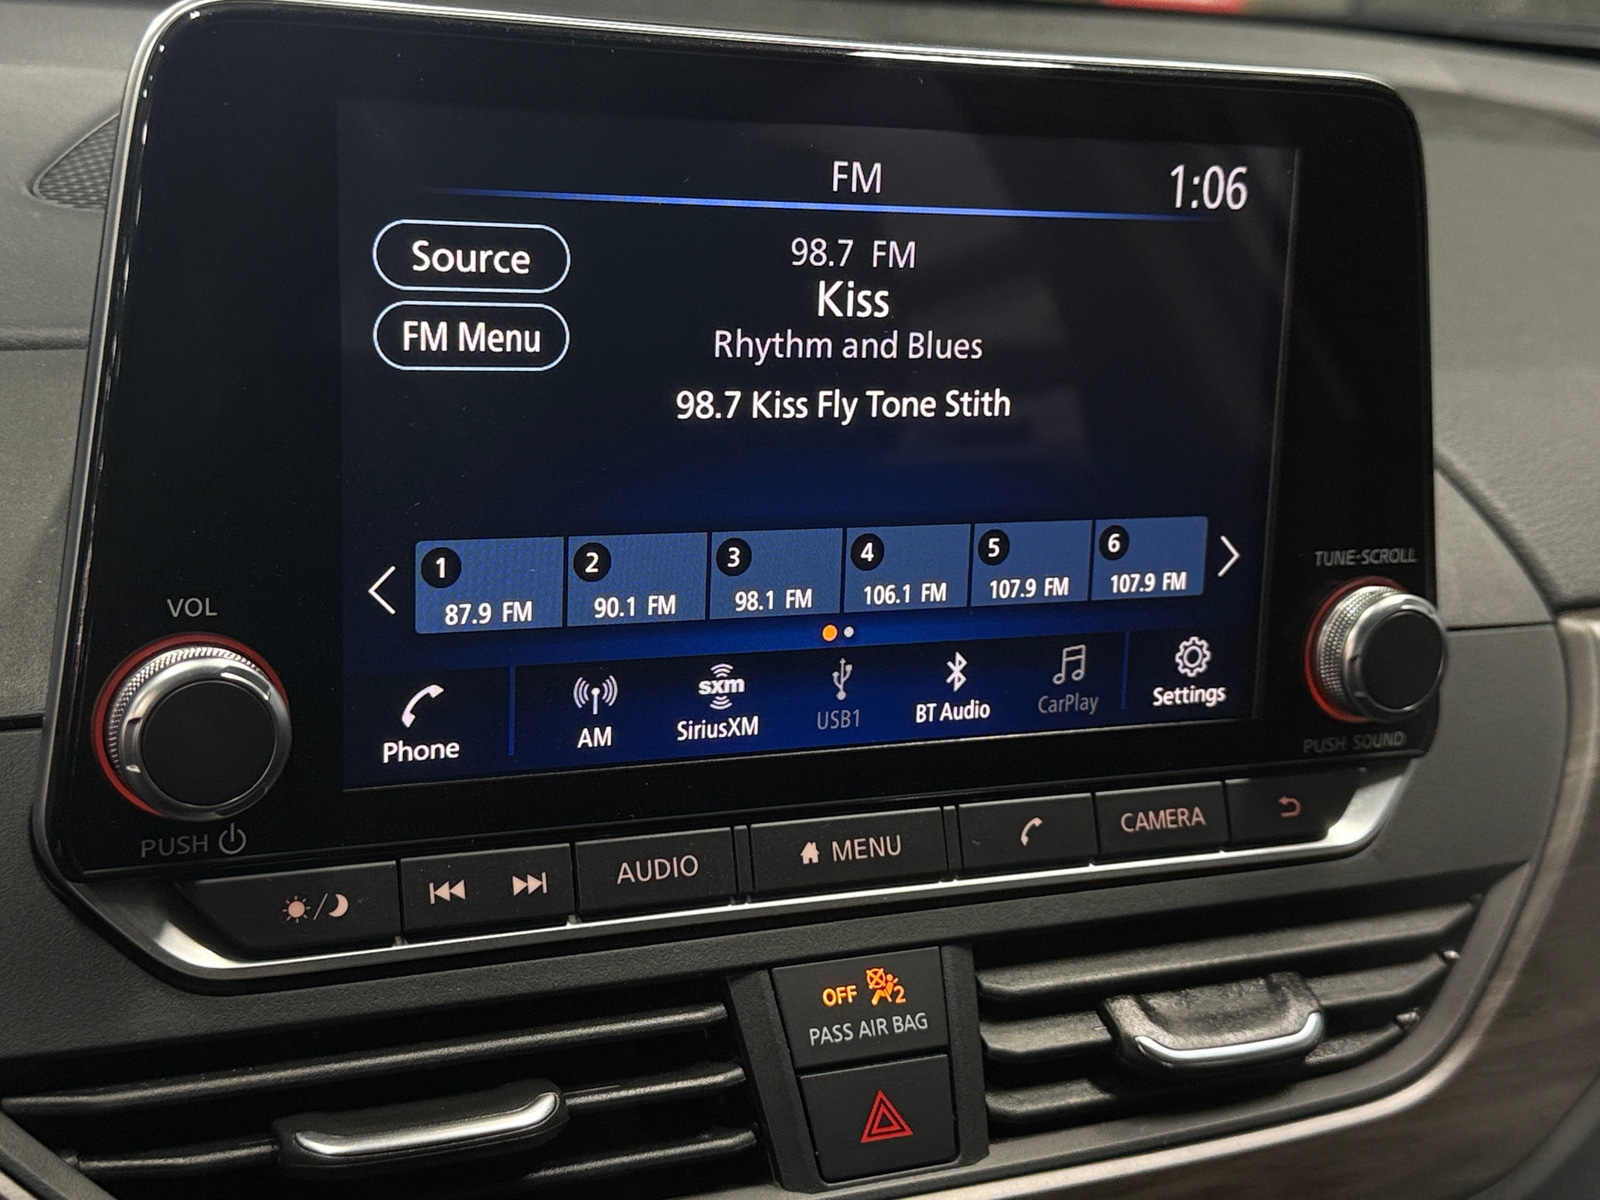 FM
1:06
Source
98.7 FM
Kiss
FM Menu
Rhythm and Blues
98.7 Kiss Fly Tone Stith
1
87.9 FM
2
90.1 FM
3
98.1 FM
4
106.1 FM
5
107.9 FM
6
107.9 FM
VOL
TUNE-SCROLL
Phone
AM
sxm
SiriusXM
USB1
BT Audio
CarPlay
Settings
PUSH
PUSH SOUND
AUDIO
MENU
CAMERA
OFF 2
PASS AIR BAG